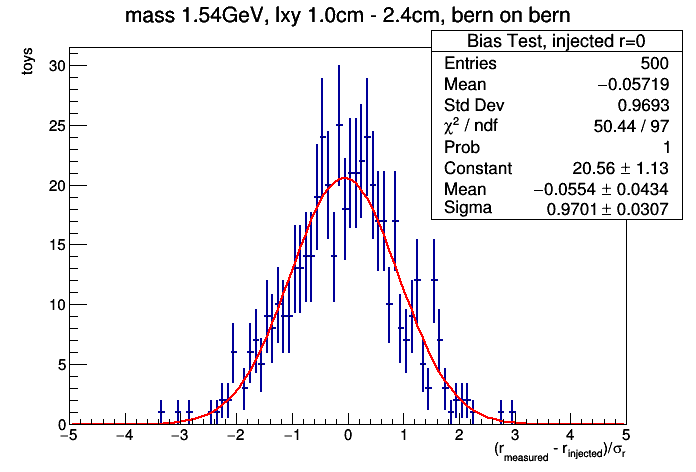 mass 1.54GeV, lxy 1.0cm - 2.4cm, bern on bern
Bias Test, injected r=0
Entries 500
Mean −0.05719
Std Dev 0.9693
χ² / ndf 50.44 / 97
Prob 1
Constant 20.56 ± 1.13
Mean −0.0554 ± 0.0434
Sigma 0.9701 ± 0.0307
toys
30
25
20
15
10
5
0
−5 −4 −3 −2 −1 0 1 2 3 4 5
(r_measured - r_injected)/σ_r